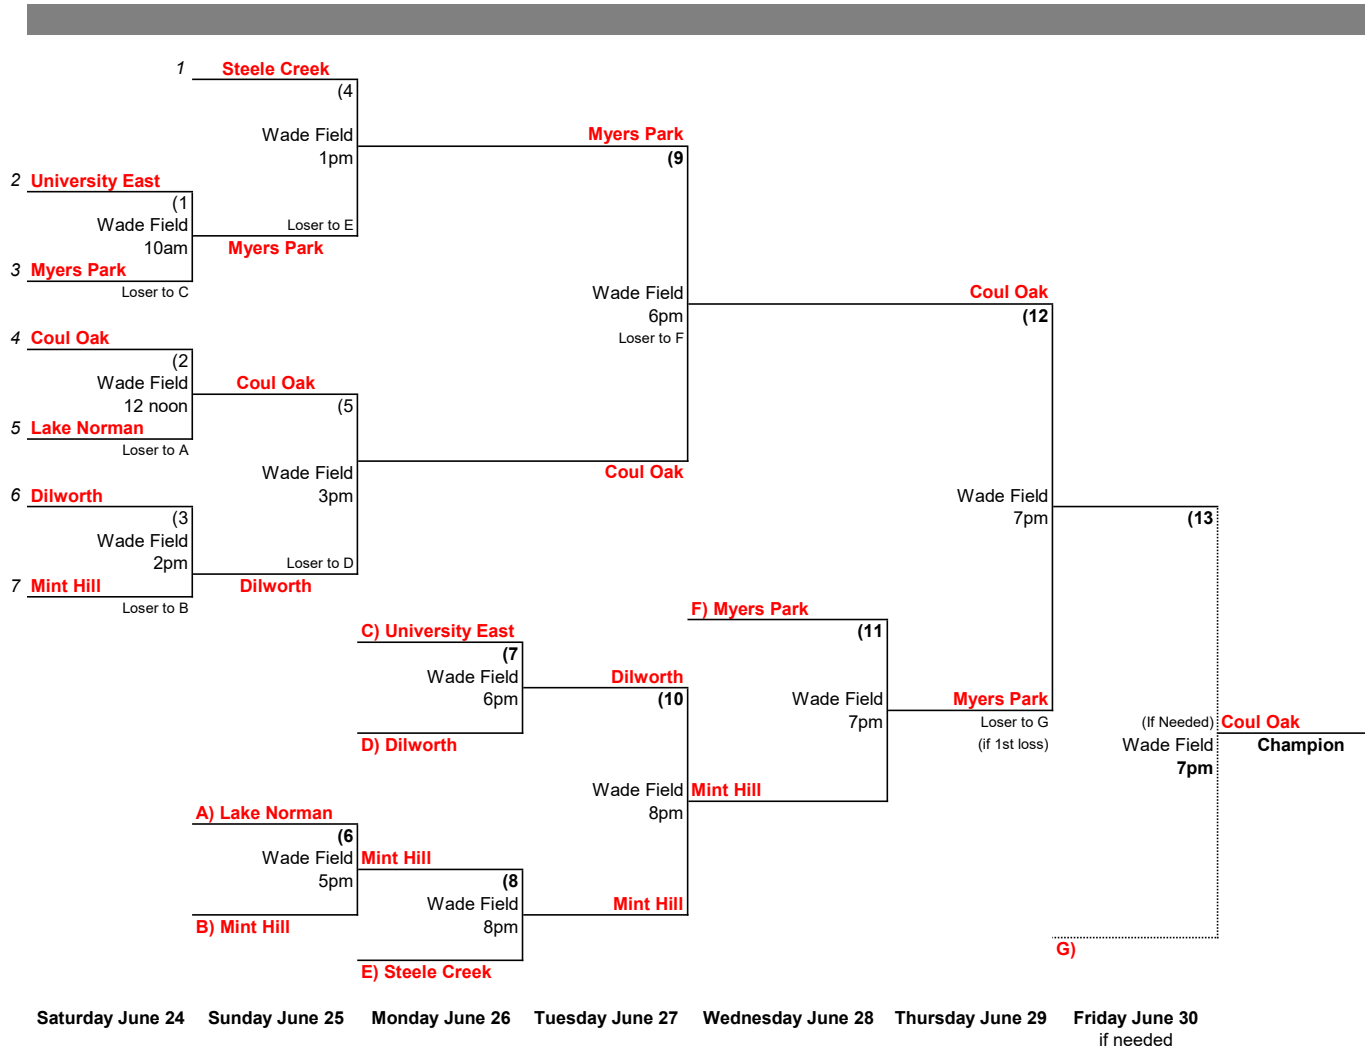 1 Steele Creek
(4
Wade Field
1pm
Myers Park
(9
2 University East
(1
Wade Field
10am
Loser to E
Myers Park
3 Myers Park
Loser to C
Wade Field
6pm
Loser to F
Coul Oak
(12
4 Coul Oak
(2
Wade Field
12 noon
Coul Oak
(5
5 Lake Norman
Loser to A
Wade Field
3pm
Coul Oak
6 Dilworth
(3
Wade Field
2pm
Loser to D
Dilworth
7 Mint Hill
Loser to B
Wade Field
7pm
(13
F) Myers Park
(11
C) University East
(7
Wade Field
6pm
Dilworth
(10
D) Dilworth
Wade Field
7pm
Myers Park
Loser to G
(if 1st loss)
(If Needed)
Wade Field
7pm
Coul Oak
Champion
Wade Field
8pm
Mint Hill
A) Lake Norman
(6
Wade Field
5pm
Mint Hill
(8
Wade Field
8pm
Mint Hill
B) Mint Hill
E) Steele Creek
G)
Saturday June 24 Sunday June 25 Monday June 26 Tuesday June 27 Wednesday June 28 Thursday June 29 Friday June 30
if needed